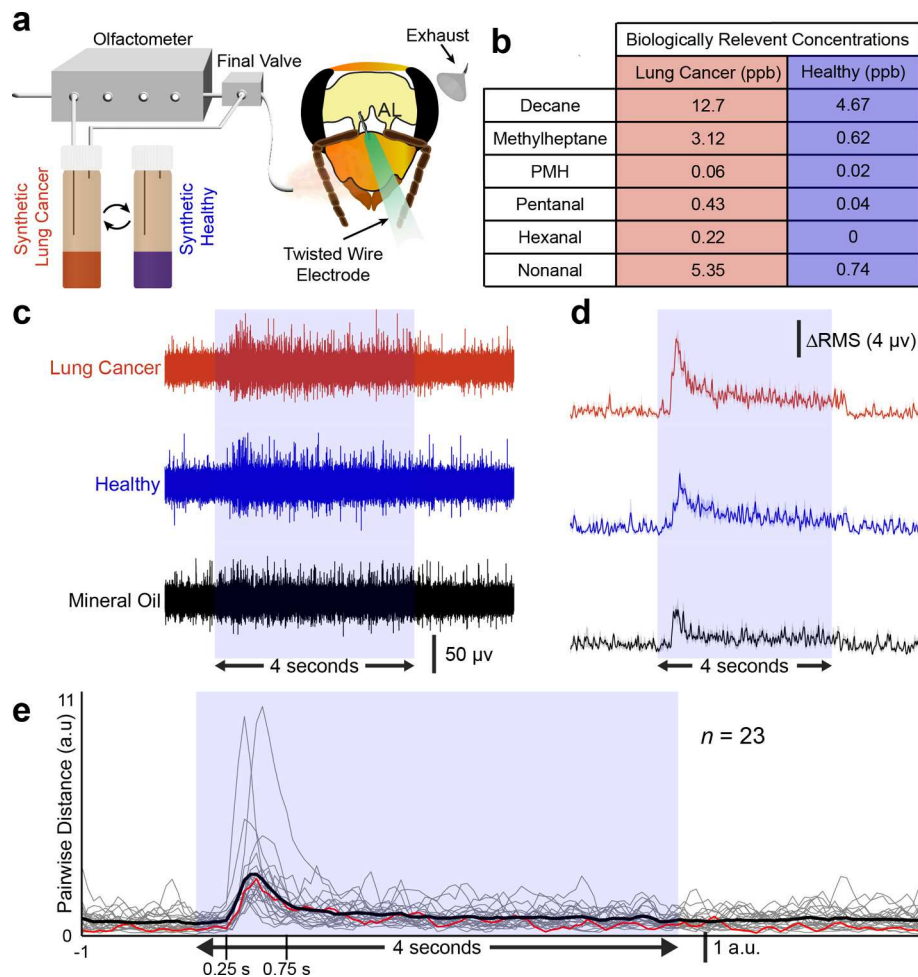 a
Olfactometer
Final Valve
Exhaust
AL
Synthetic
Lung Cancer
Synthetic
Healthy
Twisted Wire
Electrode
b
Biologically Relevent Concentrations
Lung Cancer (ppb) Healthy (ppb)
Decane 12.7 4.67
Methylheptane 3.12 0.62
PMH 0.06 0.02
Pentanal 0.43 0.04
Hexanal 0.22 0
Nonanal 5.35 0.74
c
Lung Cancer
Healthy
Mineral Oil
4 seconds
50 μv
d
ΔRMS (4 μv)
4 seconds
e
Pairwise Distance (a.u)
11
0
-1
n = 23
4 seconds
0.25 s
0.75 s
1 a.u.